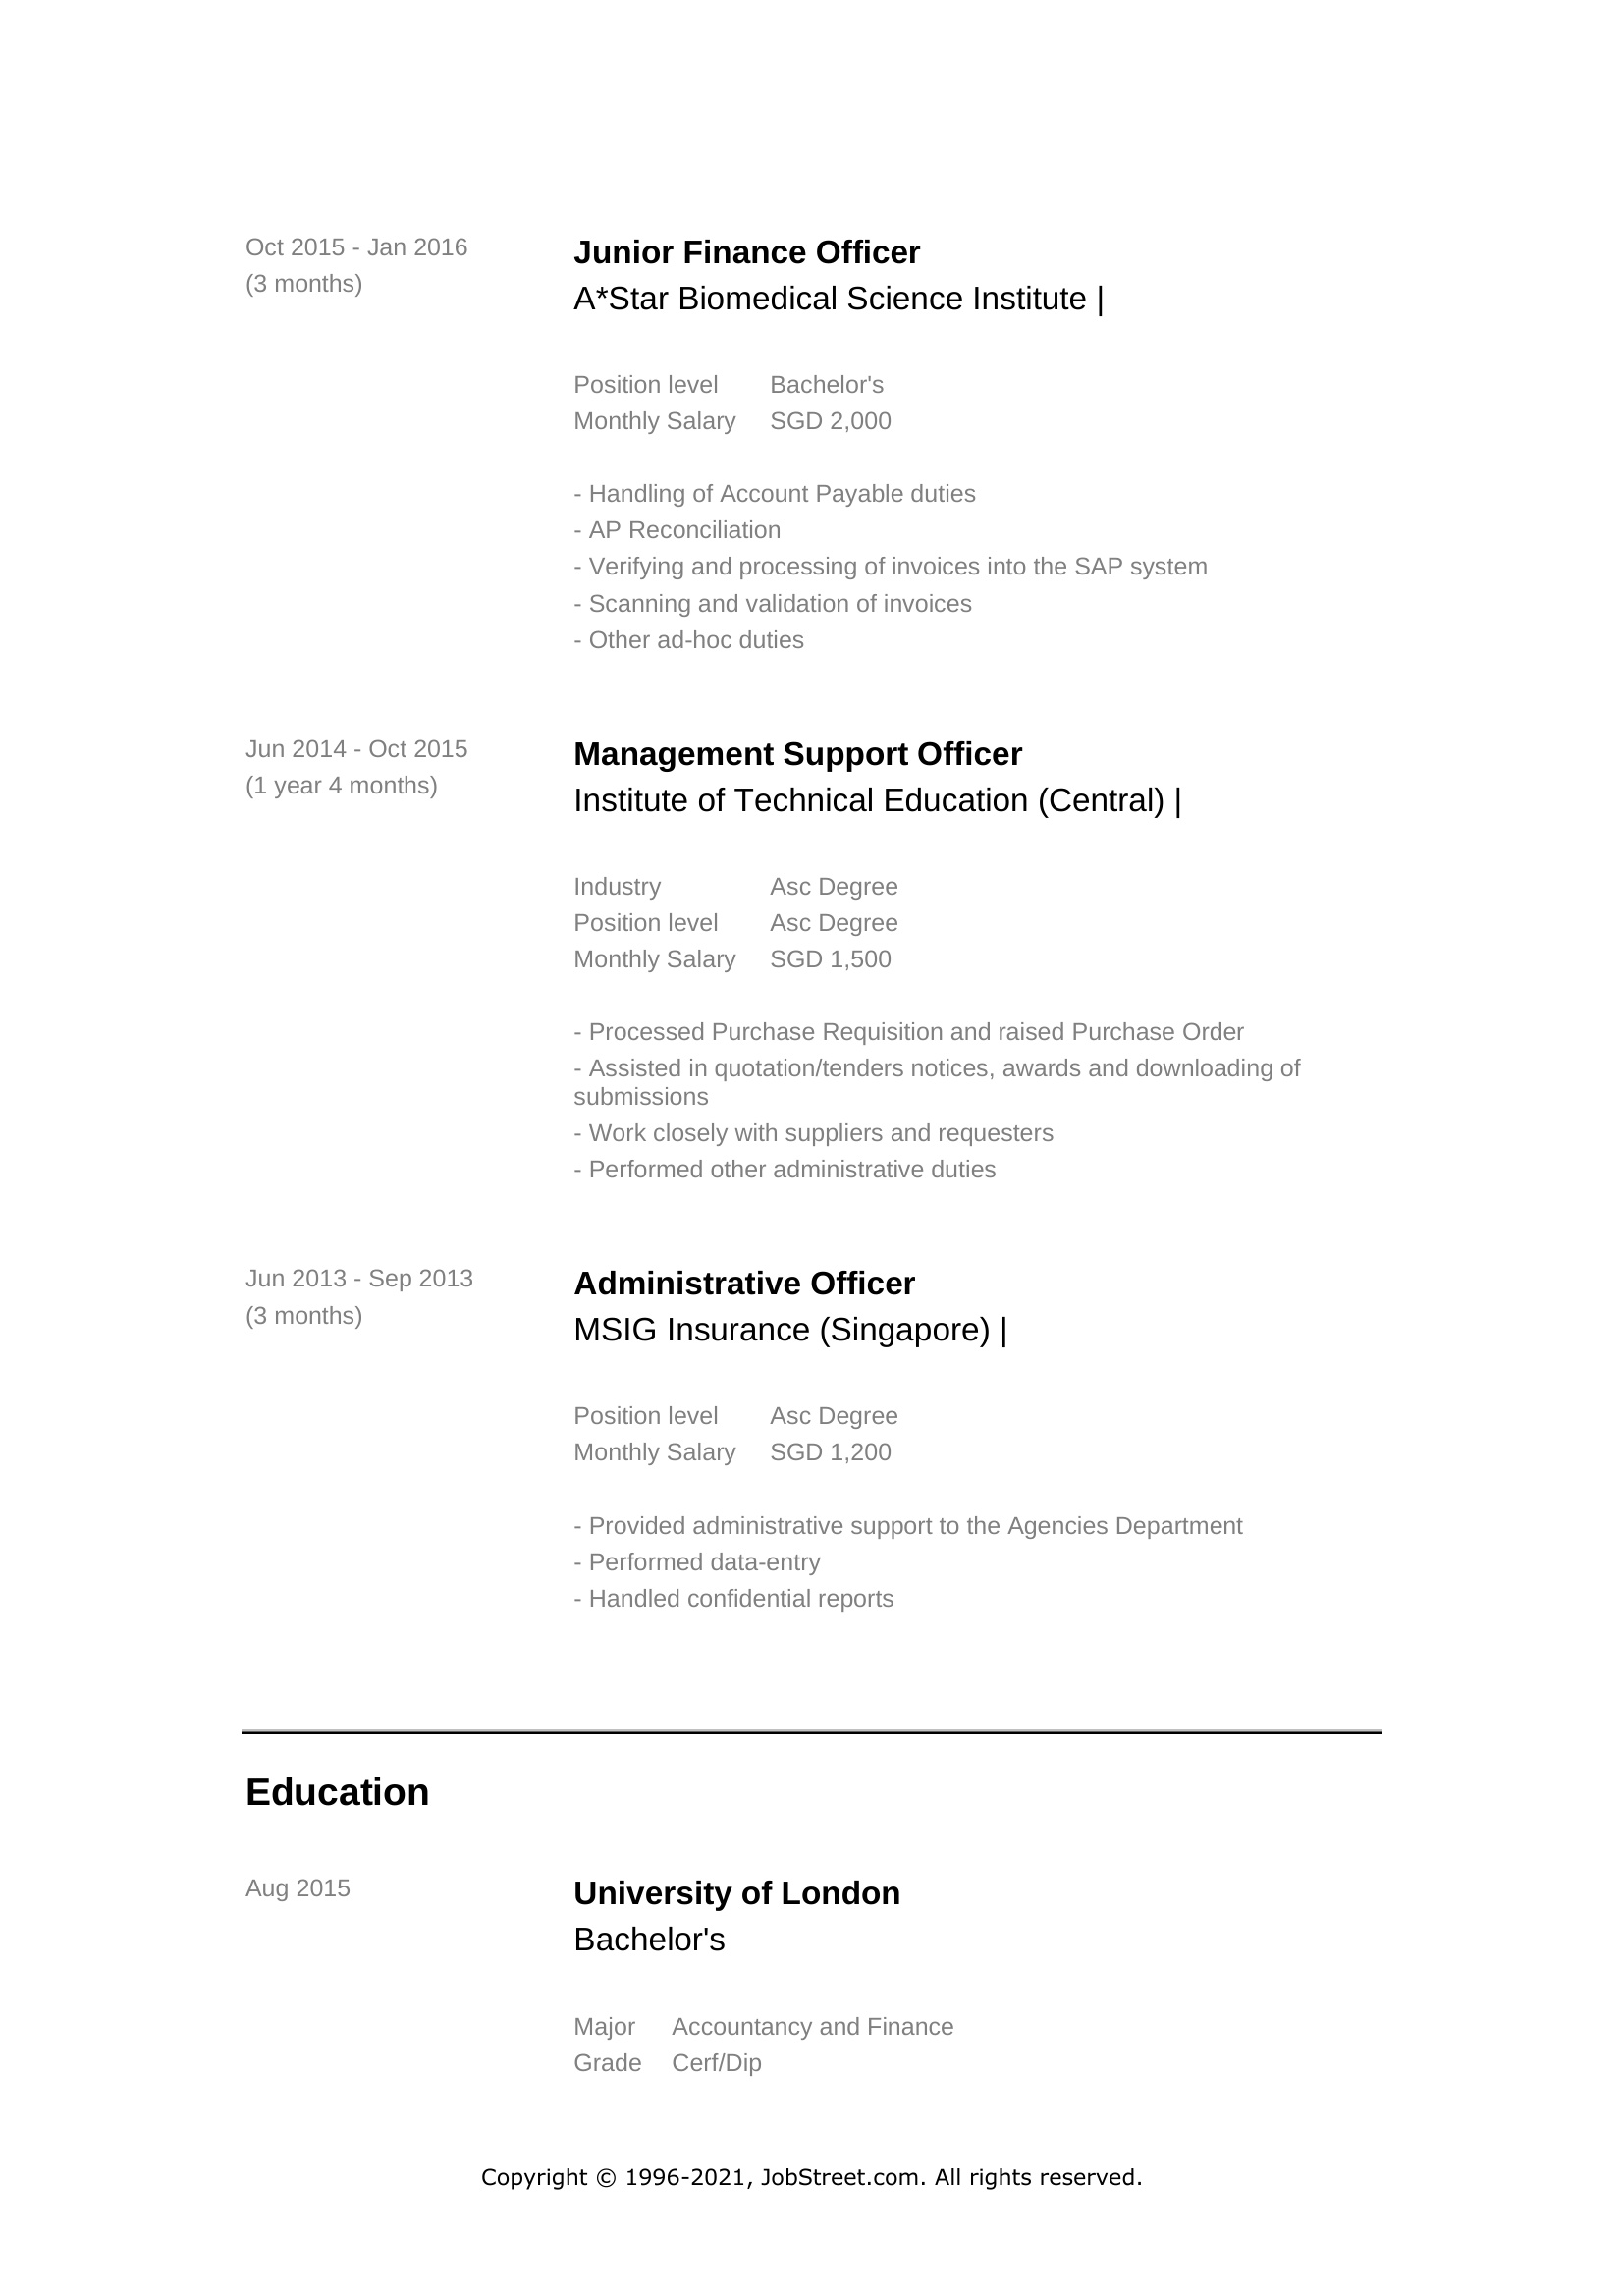 Oct 2015 - Jan 2016
(3 months)
Junior Finance Officer
A*Star Biomedical Science Institute |
Position level Bachelor's
Monthly Salary SGD 2,000
- Handling of Account Payable duties
- AP Reconciliation
- Verifying and processing of invoices into the SAP system
- Scanning and validation of invoices
- Other ad-hoc duties
Jun 2014 - Oct 2015
(1 year 4 months)
Management Support Officer
Institute of Technical Education (Central) |
Industry Asc Degree
Position level Asc Degree
Monthly Salary SGD 1,500
- Processed Purchase Requisition and raised Purchase Order
- Assisted in quotation/tenders notices, awards and downloading of
submissions
- Work closely with suppliers and requesters
- Performed other administrative duties
Jun 2013 - Sep 2013
(3 months)
Administrative Officer
MSIG Insurance (Singapore) |
Position level Asc Degree
Monthly Salary SGD 1,200
- Provided administrative support to the Agencies Department
- Performed data-entry
- Handled confidential reports
Education
Aug 2015
University of London
Bachelor's
Major Accountancy and Finance
Grade Cerf/Dip
Copyright © 1996-2021, JobStreet.com. All rights reserved.